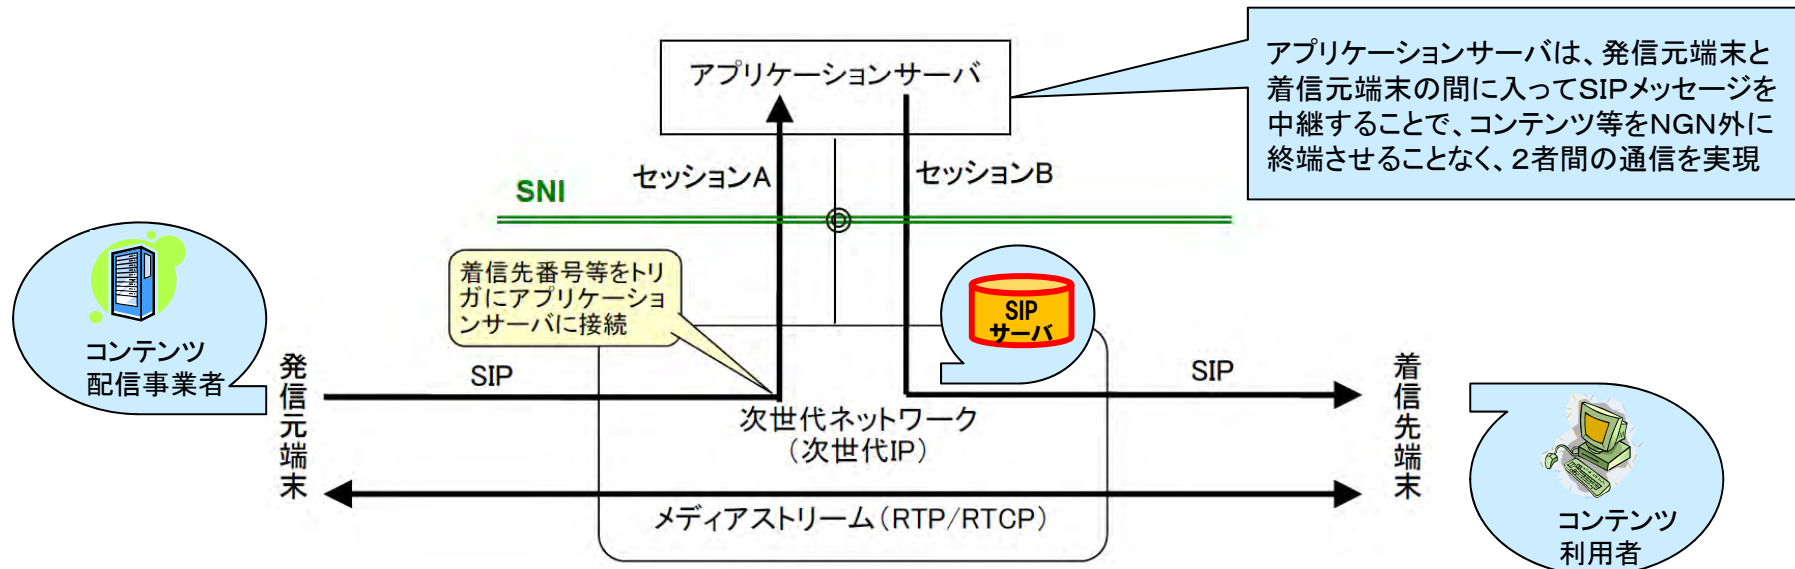 アプリケーションサーバ
アプリケーションサーバは、発信元端末と
着信元端末の間に入ってSIPメッセージを
中継することで、コンテンツ等をNGN外に
終端させることなく、2者間の通信を実現
セッションA
セッションB
SNI
着信先番号等をトリ
ガにアプリケーショ
ンサーバに接続
SIP
サーバ
コンテンツ
配信事業者
発信元端末
SIP
SIP
着信先端末
次世代ネットワーク
（次世代IP）
メディアストリーム（RTP/RTCP）
コンテンツ
利用者